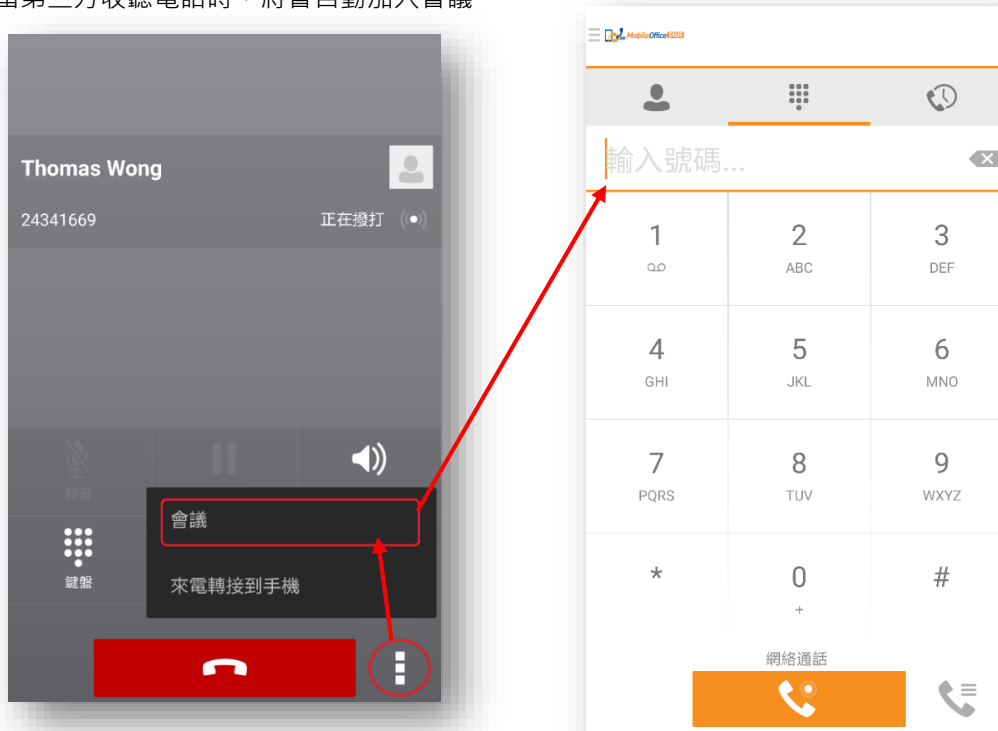 當第三方收聽電話時，將會自動加入會議
Thomas Wong
24341669 正在撥打
靜音
會議
鍵盤
來電轉接到手機
MobileOffice PLUS
輸入號碼...
1 2 3
ABC DEF
4 5 6
GHI JKL MNO
7 8 9
PQRS TUV WXYZ
* 0 #
+
網絡通話